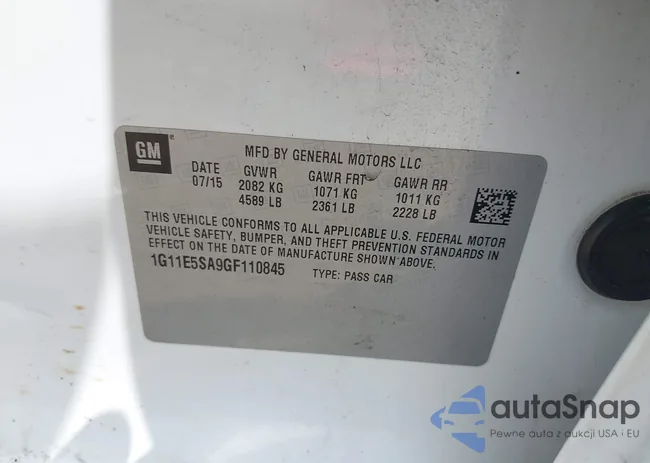 GM
MFD BY GENERAL MOTORS LLC
DATE GVWR GAWR FRT GAWR RR
07/15 2082 KG 1071 KG 1011 KG
4589 LB 2361 LB 2228 LB
THIS VEHICLE CONFORMS TO ALL APPLICABLE U.S. FEDERAL MOTOR
VEHICLE SAFETY, BUMPER, AND THEFT PREVENTION STANDARDS IN
EFFECT ON THE DATE OF MANUFACTURE SHOWN ABOVE.
1G11E5SA9GF110845 TYPE: PASS CAR
autaSnap
Pewne auta z aukcji USA i EU